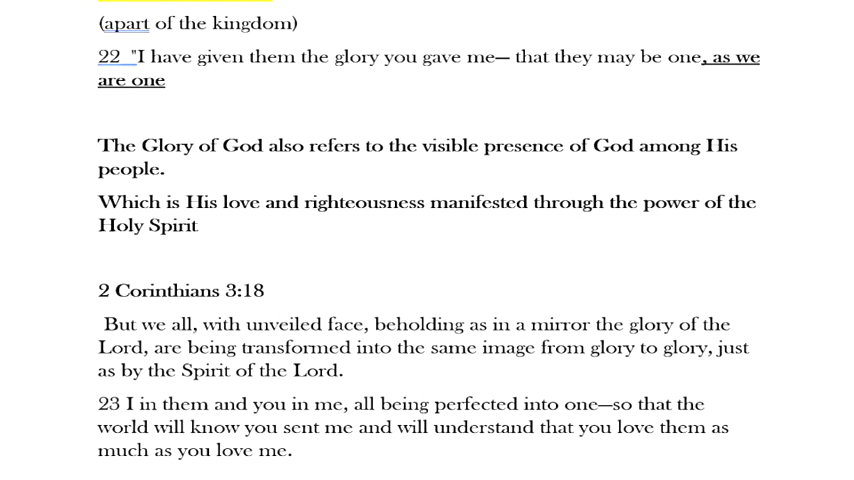 (apart of the kingdom)
22  "I have given them the glory you gave me— that they may be one, as we
are one
The Glory of God also refers to the visible presence of God among His
people.
Which is His love and righteousness manifested through the power of the
Holy Spirit
2 Corinthians 3:18
But we all, with unveiled face, beholding as in a mirror the glory of the
Lord, are being transformed into the same image from glory to glory, just
as by the Spirit of the Lord.
23 I in them and you in me, all being perfected into one—so that the
world will know you sent me and will understand that you love them as
much as you love me.